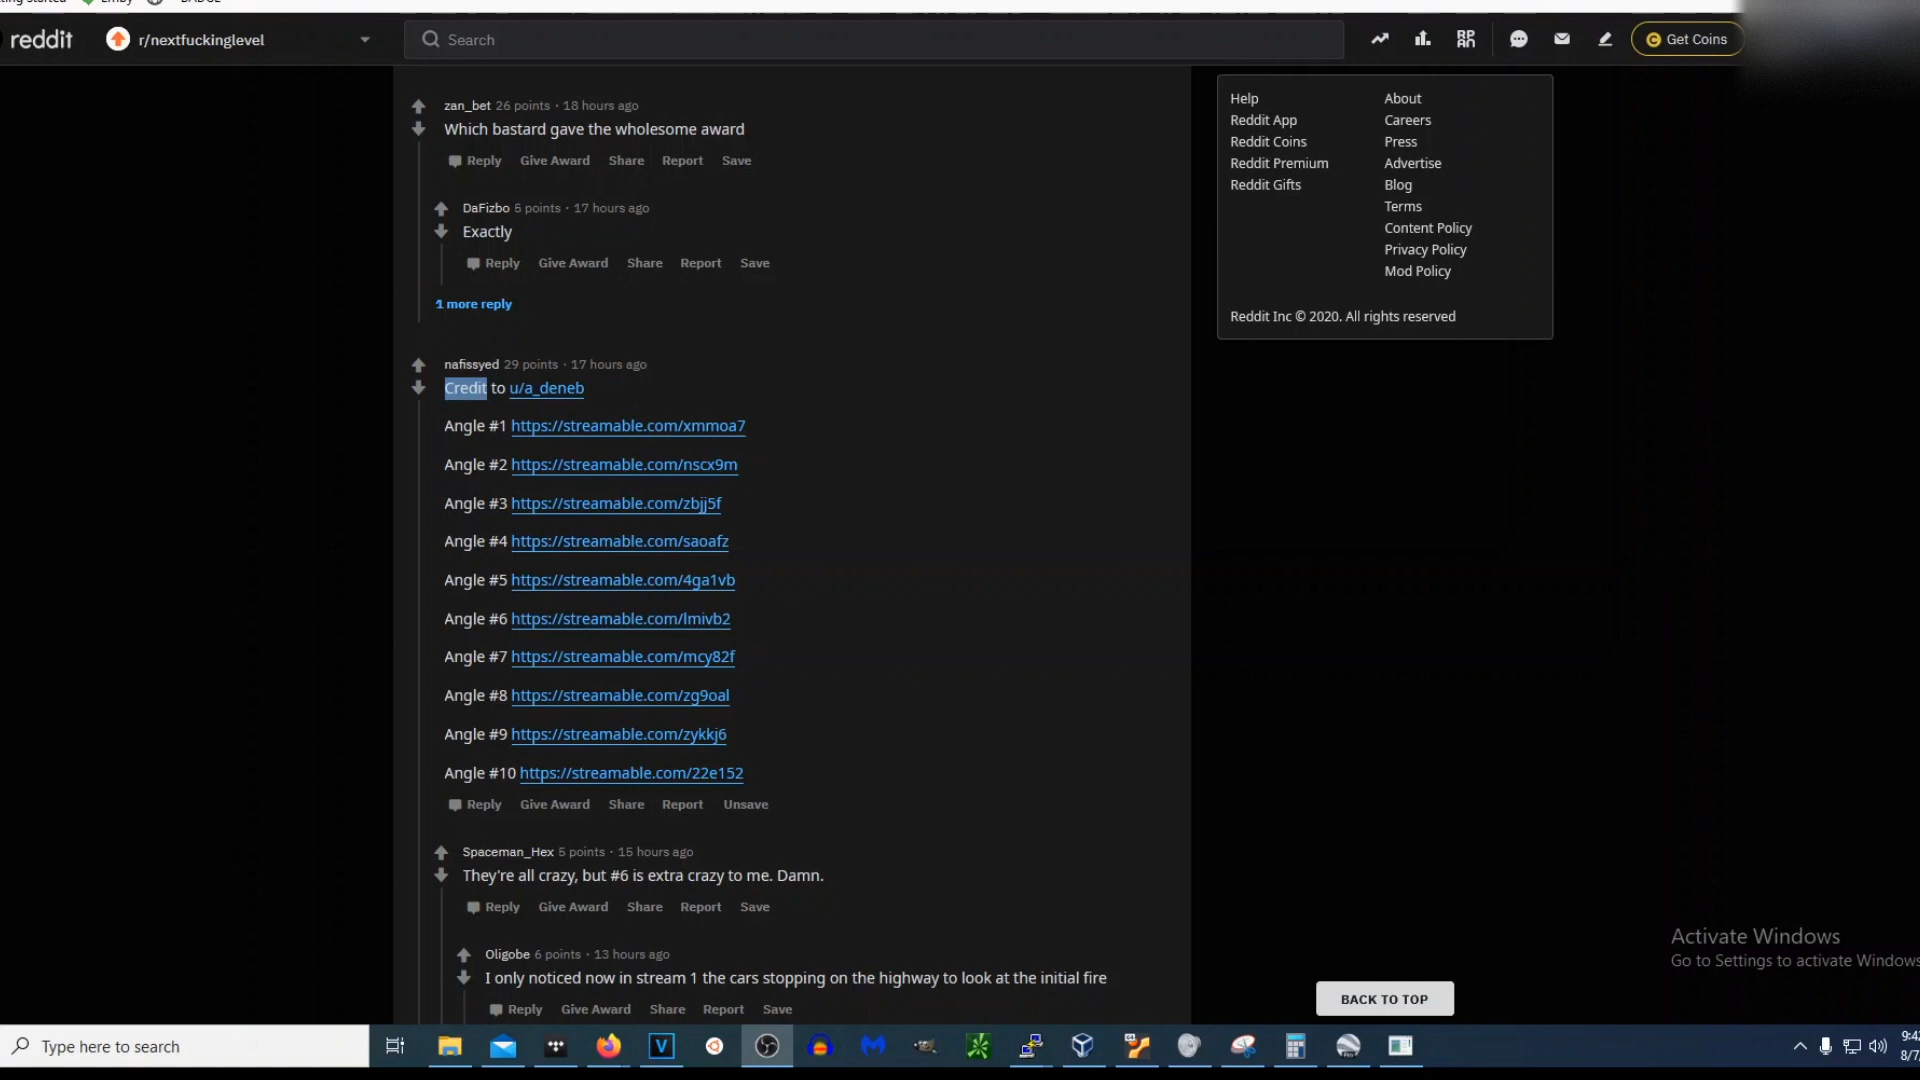 Emby
reddit
r/nextfuckinglevel
Search
Get Coins
zan_bet 26 points · 18 hours ago
Which bastard gave the wholesome award
Reply Give Award Share Report Save
DaFizbo 5 points · 17 hours ago
Exactly
Reply Give Award Share Report Save
1 more reply
nafissyed 29 points · 17 hours ago
Credit to u/a_deneb
Angle #1 https://streamable.com/xmmoa7
Angle #2 https://streamable.com/nscx9m
Angle #3 https://streamable.com/zbjj5f
Angle #4 https://streamable.com/saoafz
Angle #5 https://streamable.com/4ga1vb
Angle #6 https://streamable.com/lmivb2
Angle #7 https://streamable.com/mcy82f
Angle #8 https://streamable.com/zg9oal
Angle #9 https://streamable.com/zykkj6
Angle #10 https://streamable.com/22e152
Reply Give Award Share Report Unsave
Spaceman_Hex 5 points · 15 hours ago
They're all crazy, but #6 is extra crazy to me. Damn.
Reply Give Award Share Report Save
Oligobe 6 points · 13 hours ago
I only noticed now in stream 1 the cars stopping on the highway to look at the initial fire
Reply Give Award Share Report Save
Help About
Reddit App Careers
Reddit Coins Press
Reddit Premium Advertise
Reddit Gifts Blog
Terms
Content Policy
Privacy Policy
Mod Policy
Reddit Inc © 2020. All rights reserved
Activate Windows
Go to Settings to activate Windows
BACK TO TOP
Type here to search
9:42
8/7/